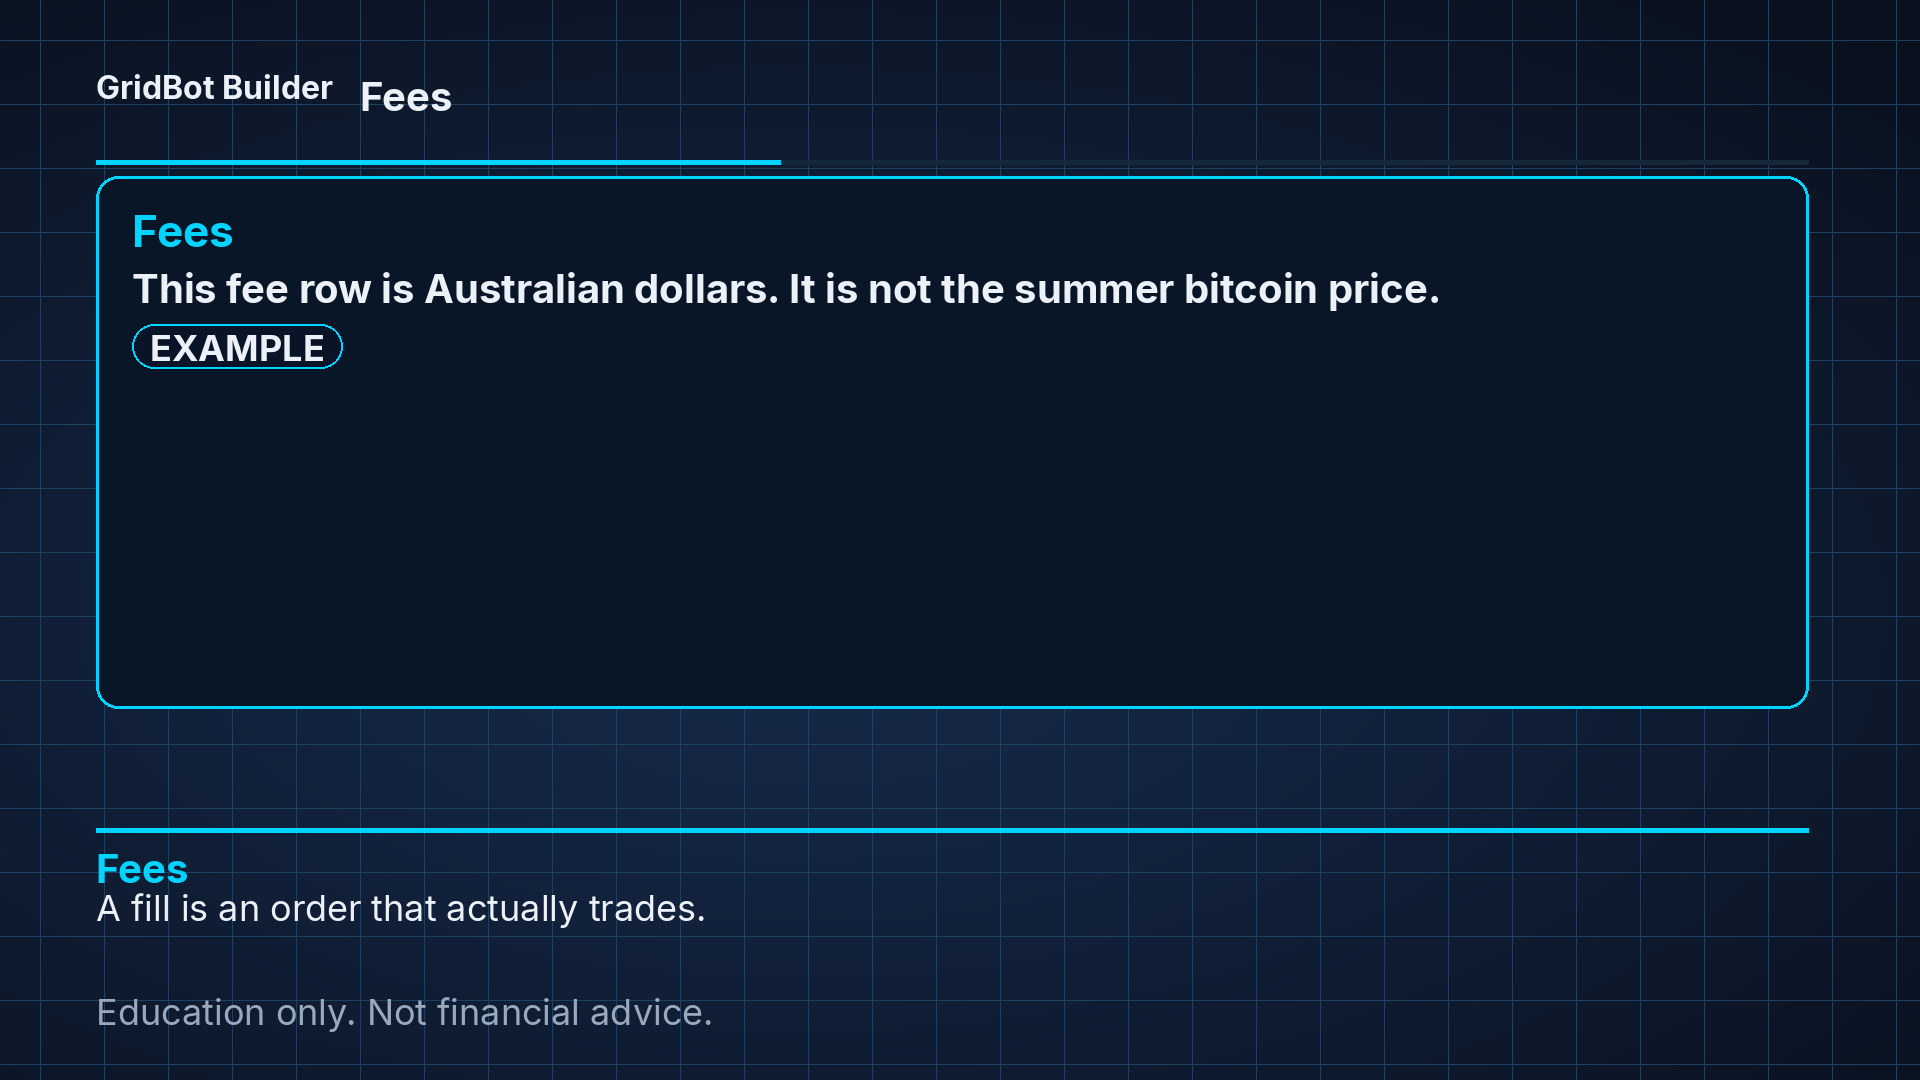 GridBot Builder
Fees
Fees
This fee row is Australian dollars. It is not the summer bitcoin price.
EXAMPLE
Fees
A fill is an order that actually trades.
Education only. Not financial advice.